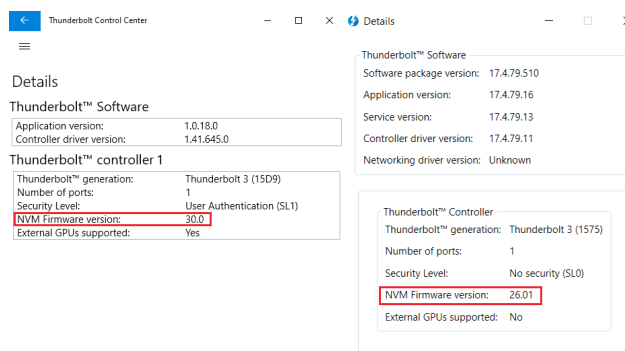 Thunderbolt Control Center
Details
Thunderbolt™ Software
Application version: 1.0.18.0
Controller driver version: 1.41.645.0
Thunderbolt™ controller 1
Thunderbolt™ generation: Thunderbolt 3 (15D9)
Number of ports: 1
Security Level: User Authentication (SL1)
NVM Firmware version: 30.0
External GPUs supported: Yes
Details
Thunderbolt™ Software
Software package version: 17.4.79.510
Application version: 17.4.79.16
Service version: 17.4.79.13
Controller driver version: 17.4.79.11
Networking driver version: Unknown
Thunderbolt™ Controller
Thunderbolt™ generation: Thunderbolt 3 (1575)
Number of ports: 1
Security Level: No security (SL0)
NVM Firmware version: 26.01
External GPUs supported: No